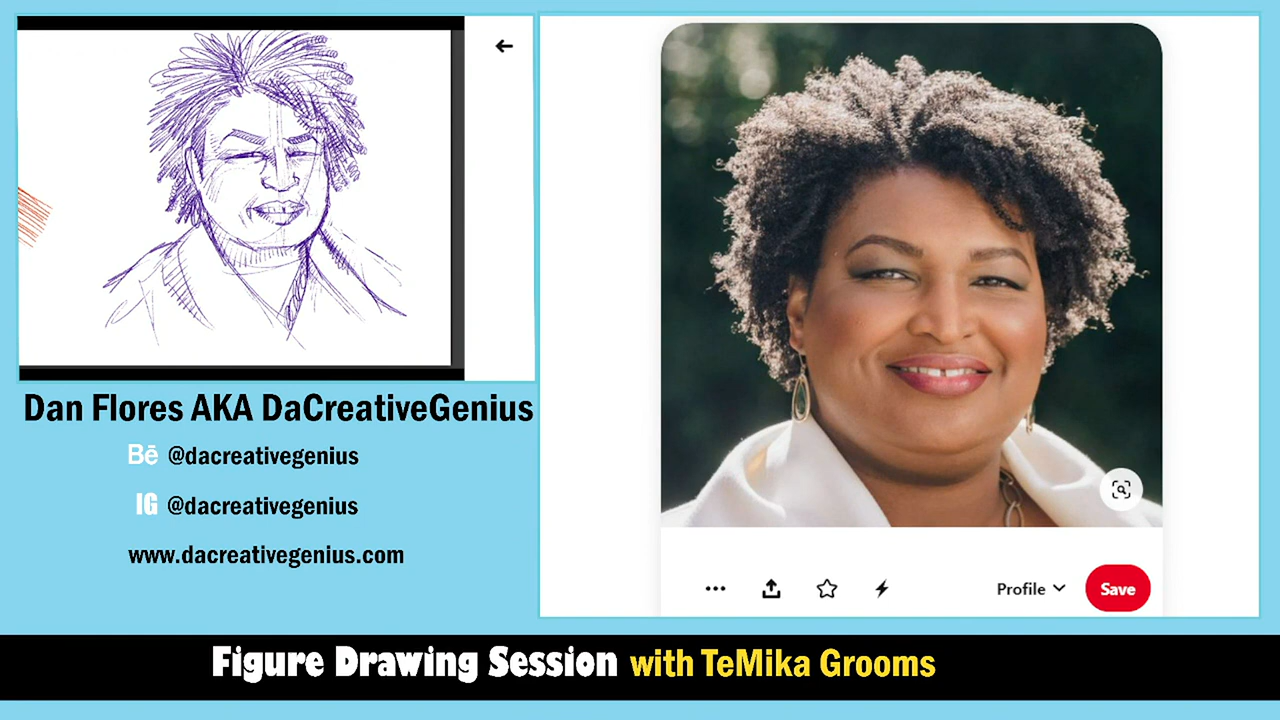 Dan Flores AKA DaCreativeGenius
Bē @dacreativegenius
IG @dacreativegenius
www.dacreativegenius.com
Profile
Save
Figure Drawing Session with TeMika Grooms